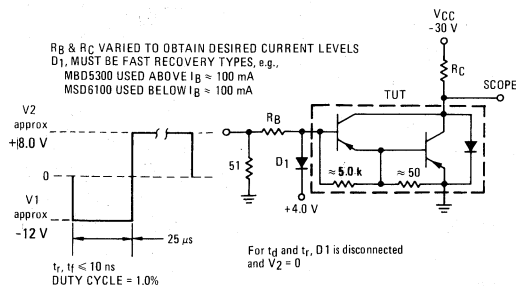 VCC
-30 V
RB & RC VARIED TO OBTAIN DESIRED CURRENT LEVELS
D1, MUST BE FAST RECOVERY TYPES, e.g.,
MBD5300 USED ABOVE IB ≈ 100 mA
MSD6100 USED BELOW IB ≈ 100 mA
RC
SCOPE
TUT
V2
approx
+8.0 V
RB
51
D1
≈ 5.0 k
≈ 50
0
+4.0 V
V1
approx
-12 V
25 μs
For td and tr, D1 is disconnected
and V2 = 0
tr, tf ≤ 10 ns
DUTY CYCLE = 1.0%